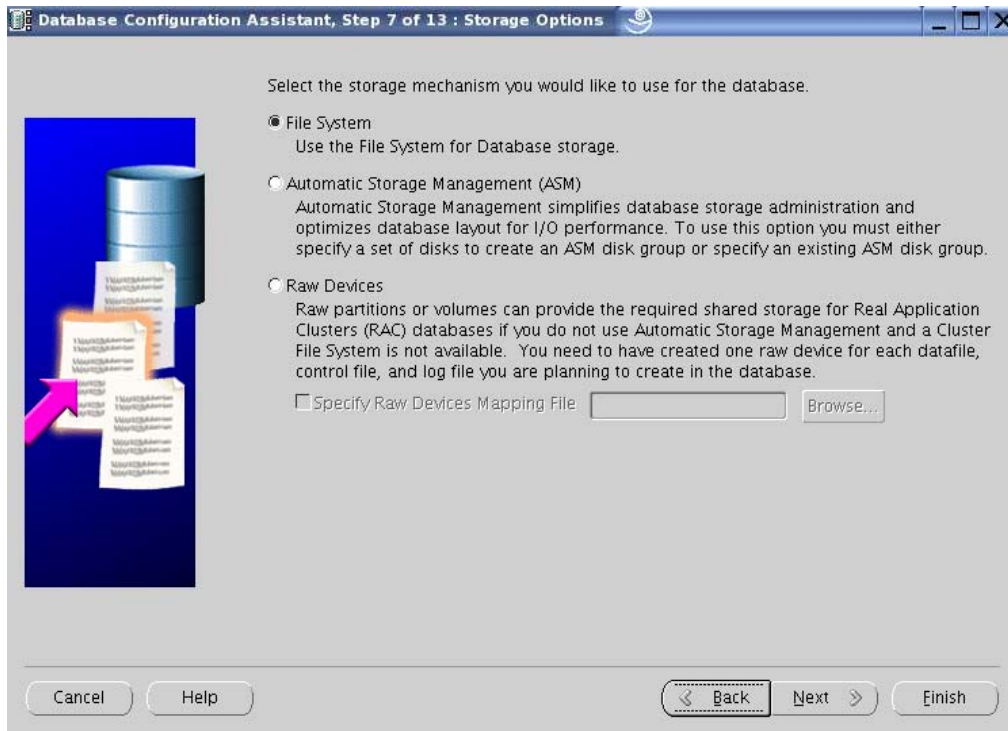 Database Configuration Assistant, Step 7 of 13 : Storage Options
Select the storage mechanism you would like to use for the database.
File System
Use the File System for Database storage.
Automatic Storage Management (ASM)
Automatic Storage Management simplifies database storage administration and
optimizes database layout for I/O performance. To use this option you must either
specify a set of disks to create an ASM disk group or specify an existing ASM disk group.
Raw Devices
Raw partitions or volumes can provide the required shared storage for Real Application
Clusters (RAC) databases if you do not use Automatic Storage Management and a Cluster
File System is not available. You need to have created one raw device for each datafile,
control file, and log file you are planning to create in the database.
Specify Raw Devices Mapping File
Browse...
Cancel
Help
Back
Next
Finish